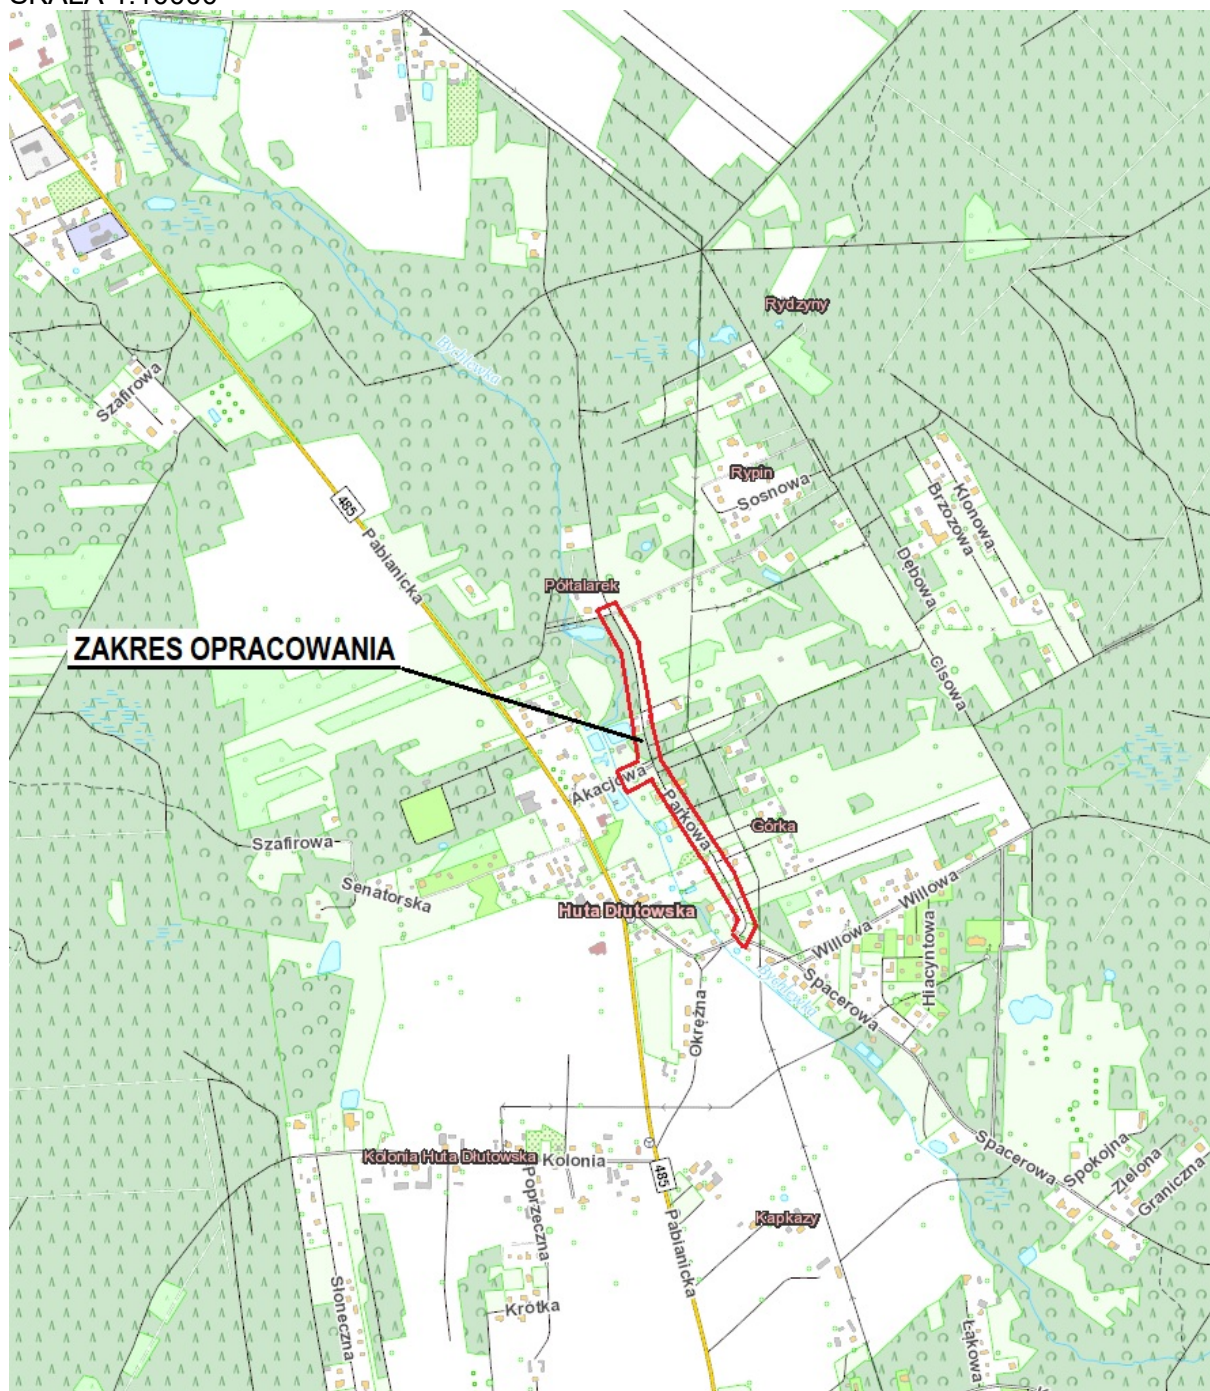 SKALA 1:10000
Rydzyny
Bychlewka
Szafirowa
Rypin
Sosnowa
Klonowa
Brzozowa
485
Pabianicka
Dębowa
Półtalarek
ZAKRES OPRACOWANIA
Cisowa
Akacjowa
Parkowa
Górka
Szafirowa
Senatorska
Willowa
Huta Dłutowska
Willowa
Hiacyntowa
Bychlewka
Spacerowa
Okrężna
Spacerowa
Spokojna
Zielona
Graniczna
Kolonia Huta Dłutowska
Kolonia
485
Poprzeczna
Kapkazy
Pabianicka
Słoneczna
Krótka
Łąkowa